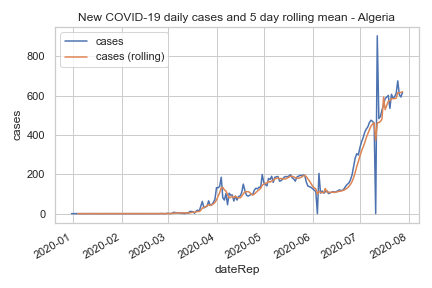 New COVID-19 daily cases and 5 day rolling mean - Algeria
cases
cases (rolling)
800
600
400
200
0
cases
2020-01
2020-02
2020-03
2020-04
2020-05
2020-06
2020-07
2020-08
dateRep